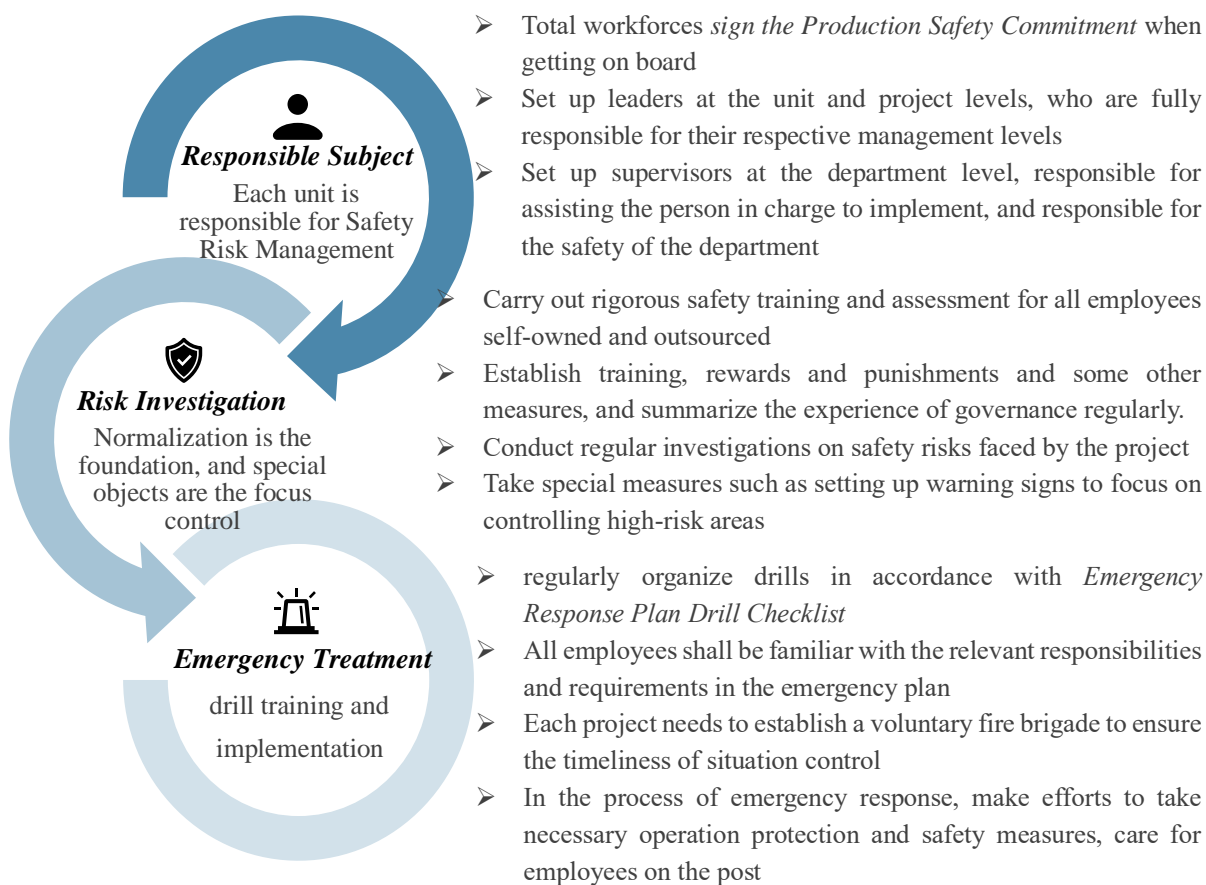 Responsible Subject
Each unit is
responsible for Safety
Risk Management
➢ Total workforces sign the Production Safety Commitment when
getting on board
➢ Set up leaders at the unit and project levels, who are fully
responsible for their respective management levels
➢ Set up supervisors at the department level, responsible for
assisting the person in charge to implement, and responsible for
the safety of the department
Risk Investigation
Normalization is the
foundation, and special
objects are the focus
control
➢ Carry out rigorous safety training and assessment for all employees
self-owned and outsourced
➢ Establish training, rewards and punishments and some other
measures, and summarize the experience of governance regularly.
➢ Conduct regular investigations on safety risks faced by the project
➢ Take special measures such as setting up warning signs to focus on
controlling high-risk areas
Emergency Treatment
drill training and
implementation
➢ regularly organize drills in accordance with Emergency
Response Plan Drill Checklist
➢ All employees shall be familiar with the relevant responsibilities
and requirements in the emergency plan
➢ Each project needs to establish a voluntary fire brigade to ensure
the timeliness of situation control
➢ In the process of emergency response, make efforts to take
necessary operation protection and safety measures, care for
employees on the post